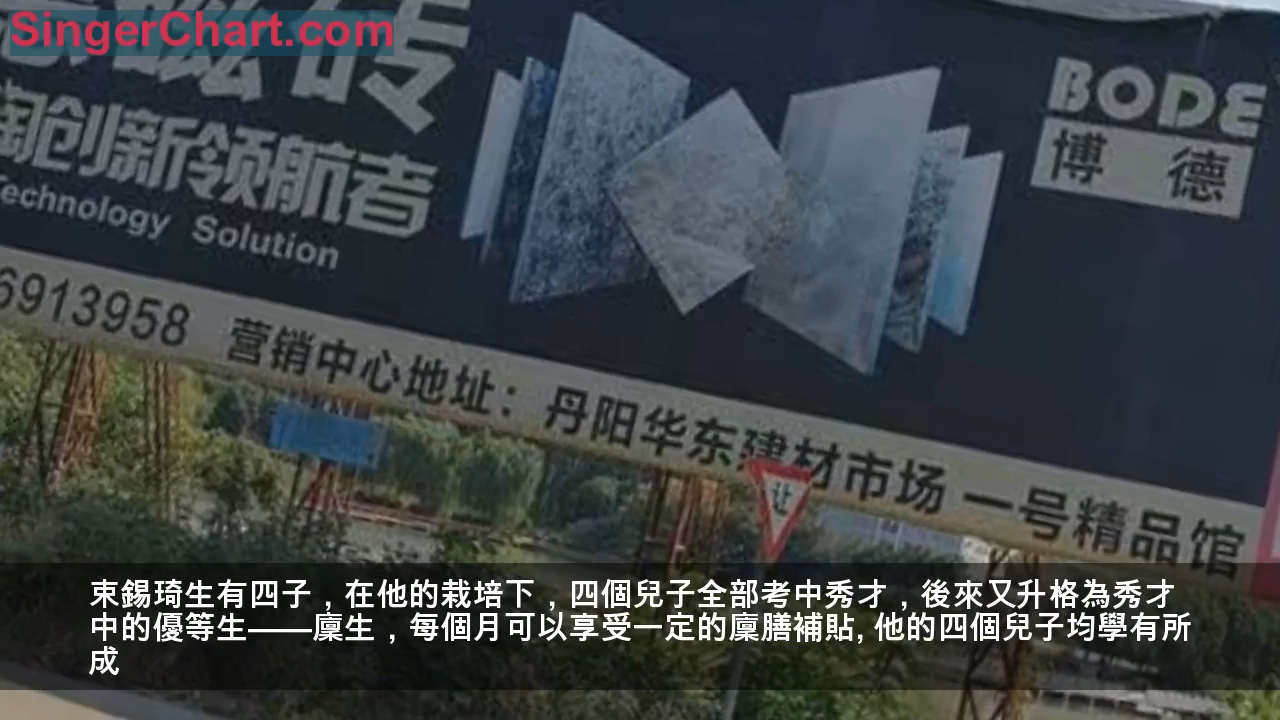 SingerChart.com
磁砖
BODE
博 德
陶创新领航者
Technology Solution
6913958 营销中心地址：丹阳华东建材市场 一号精品馆
让
束錫琦生有四子，在他的栽培下，四個兒子全部考中秀才，後來又升格為秀才
中的優等生——廩生，每個月可以享受一定的廩膳補貼, 他的四個兒子均學有所
成